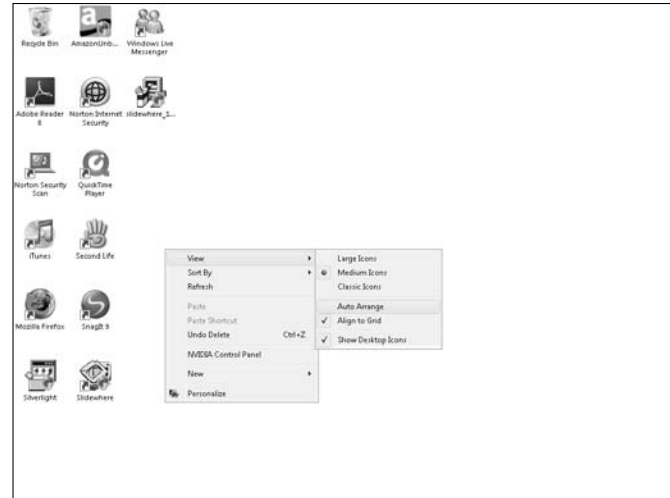 Recycle Bin
AmazonUnb...
Windows Live
Messenger
Adobe Reader
8
Norton Internet
Security
slidewhere_1...
Norton Security
Scan
QuickTime
Player
iTunes
Second Life
Mozilla Firefox
SnagIt 9
Silverlight
Slidewhere
View
Sort By
Refresh
Paste
Paste Shortcut
Undo Delete Ctrl+Z
NVIDIA Control Panel
New
Personalize
Large Icons
Medium Icons
Classic Icons
Auto Arrange
Align to Grid
Show Desktop Icons